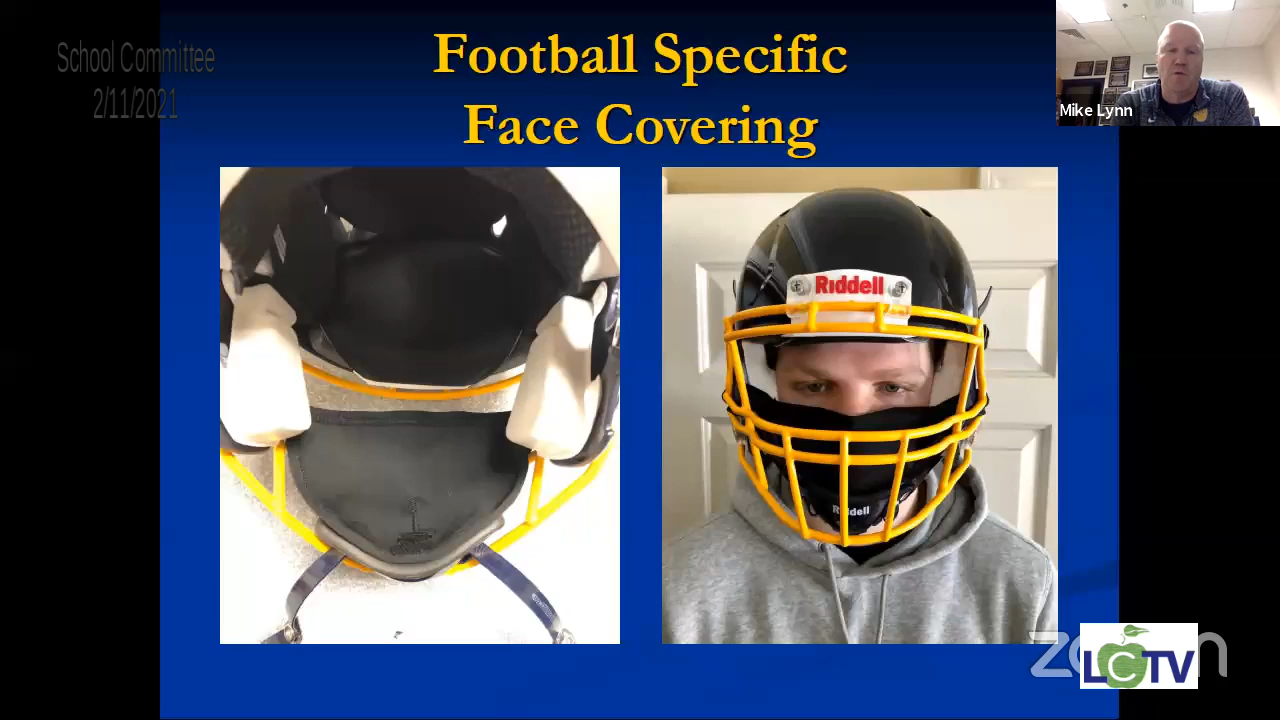 School Committee
2/11/2021
Football Specific
Face Covering
Mike Lynn
Riddell
Riddell
zoom
LCTV